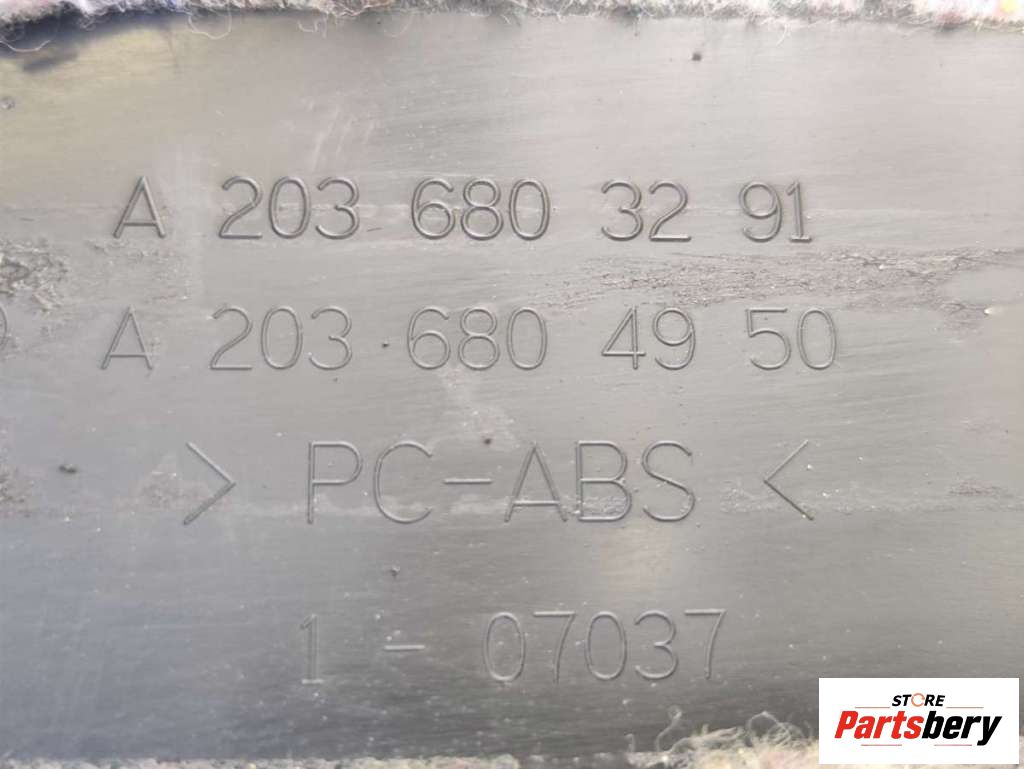 A 203 680 32 91
A 203 680 49 50
> PC-ABS <
1 - 07037
STORE
Partsbery